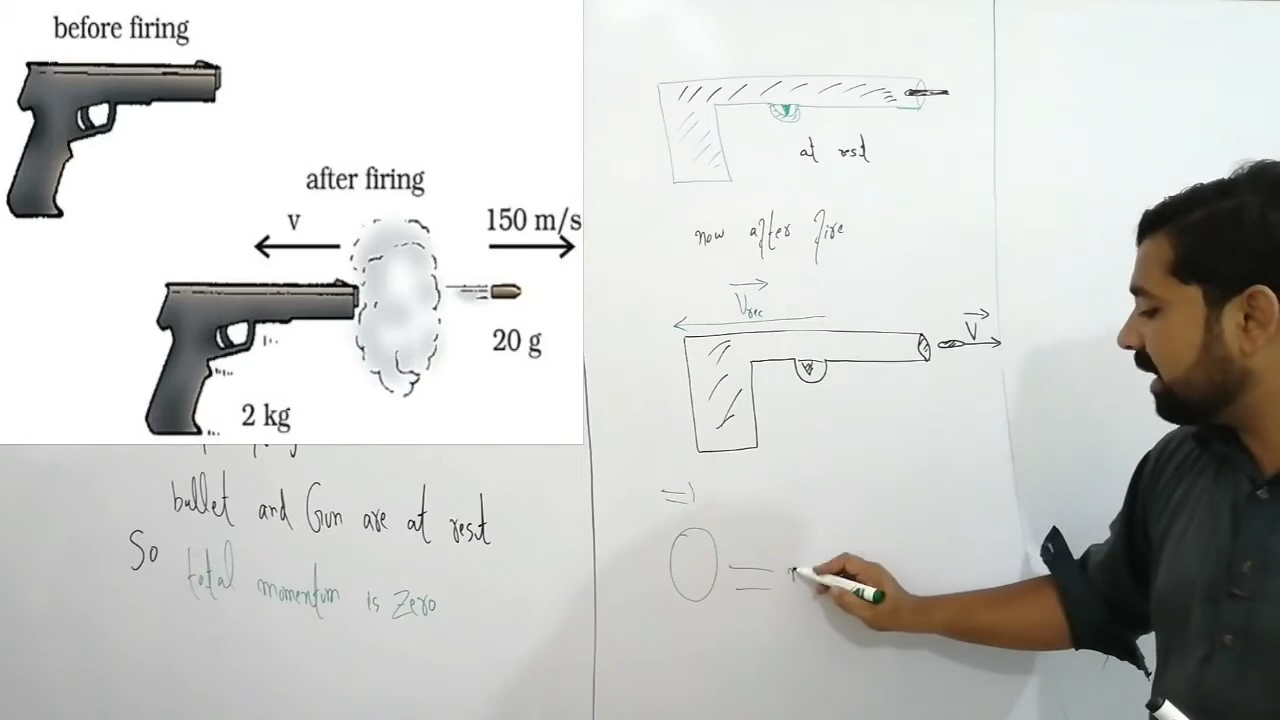 before firing
after firing
v
150 m/s
20 g
2 kg
bullet and Gun are at rest
So total momentum is Zero
at rest
now after fire
Vrec
V
0 =